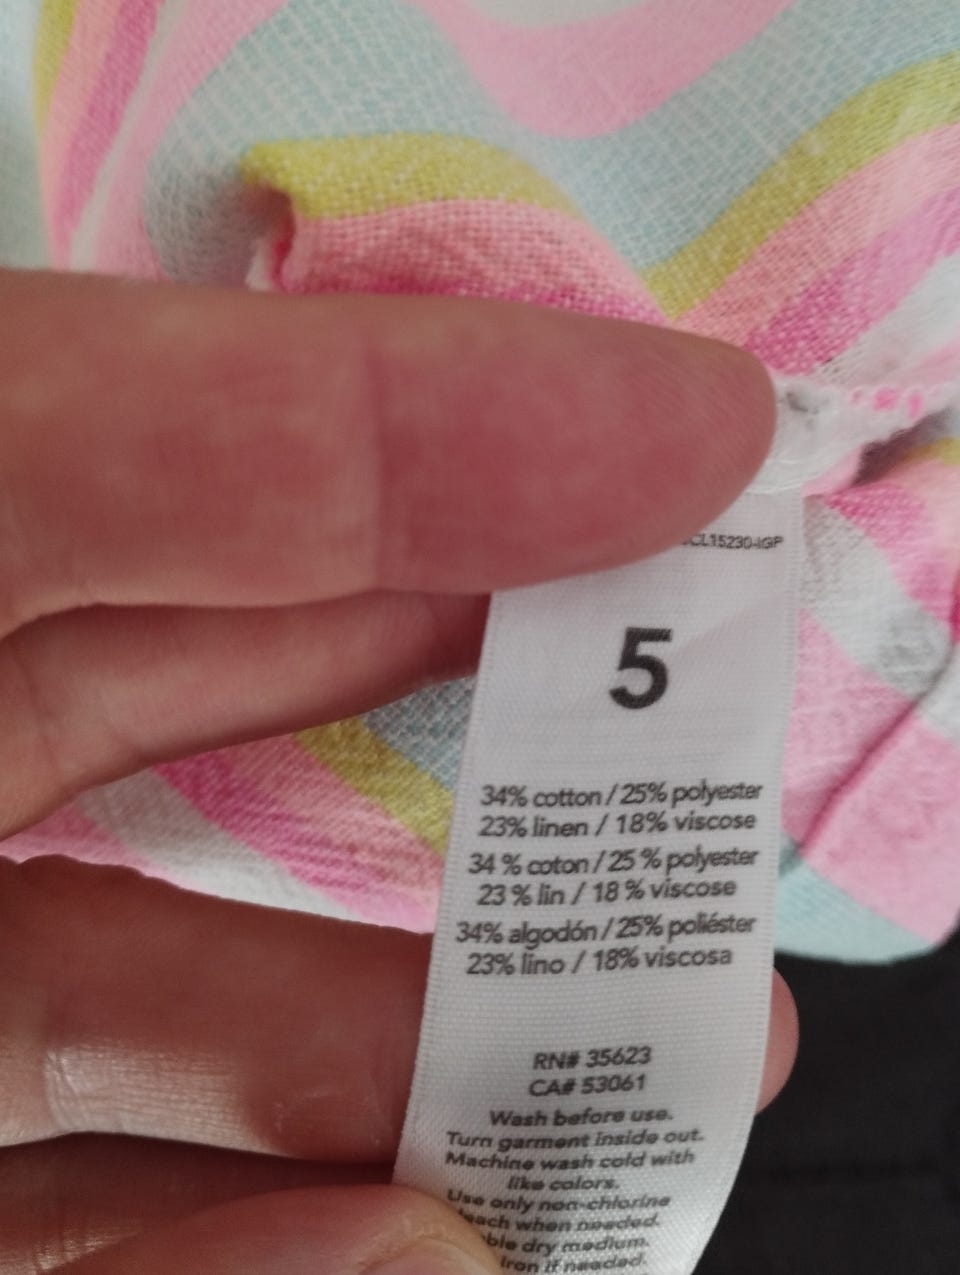 CL15230-IGP
5
34% cotton / 25% polyester
23% linen / 18% viscose
34 % coton / 25 % polyester
23 % lin / 18 % viscose
34% algodón / 25% poliéster
23% lino / 18% viscosa
RN# 35623
CA# 53061
Wash before use.
Turn garment inside out.
Machine wash cold with
like colors.
Use only non-chlorine
when needed.
dry medium.
Iron if needed.